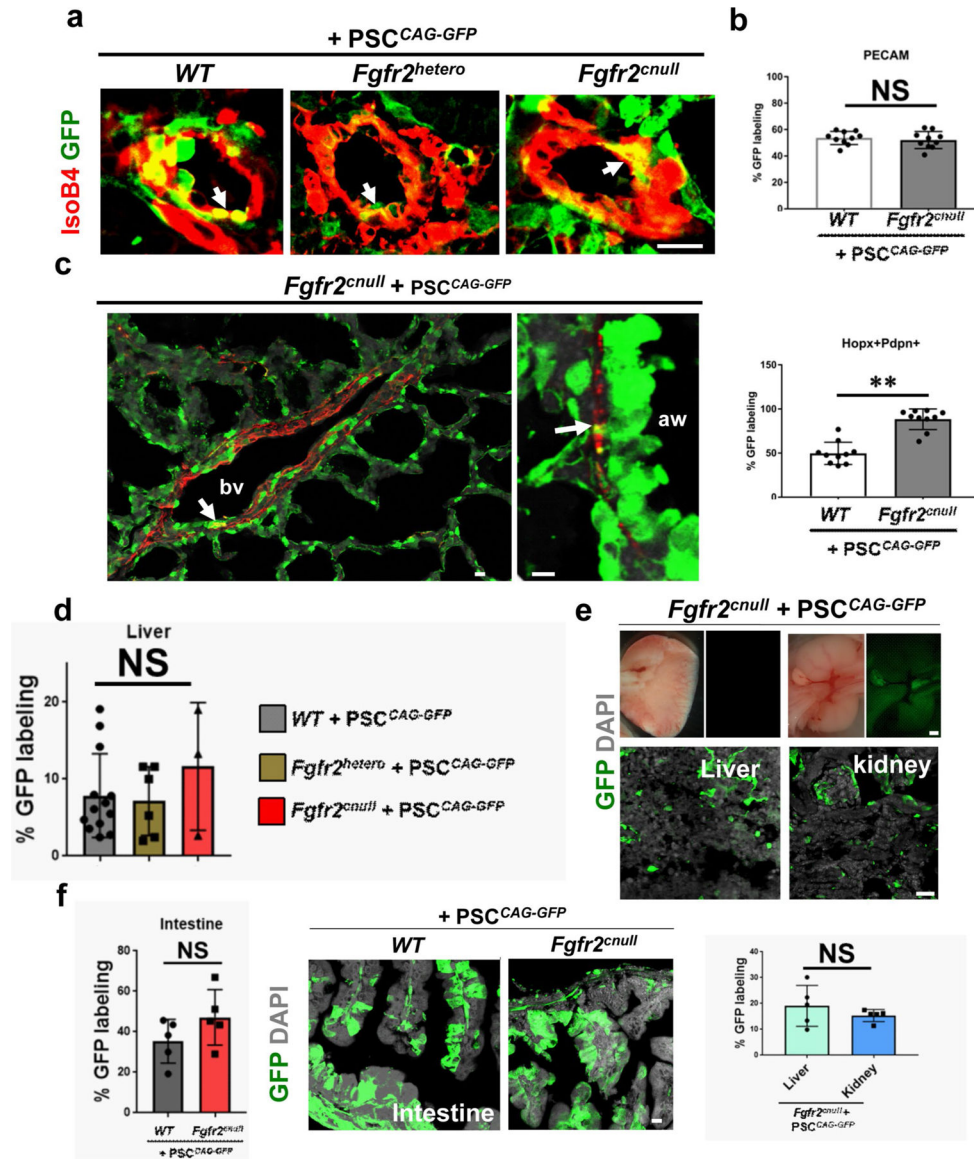 a
+ PSC^CAG-GFP
WT
Fgfr2^hetero
Fgfr2^cnull
IsoB4 GFP
b
PECAM
NS
% GFP labeling
100
80
60
40
20
0
WT
Fgfr2^cnull
+ PSC^CAG-GFP
c
Fgfr2^cnull + PSC^CAG-GFP
bv
aw
Hopx+Pdpn+
**
% GFP labeling
150
100
50
0
WT
Fgfr2^cnull
+ PSC^CAG-GFP
d
Liver
NS
% GFP labeling
20
10
0
WT + PSC^CAG-GFP
Fgfr2^hetero + PSC^CAG-GFP
Fgfr2^cnull + PSC^CAG-GFP
e
Fgfr2^cnull + PSC^CAG-GFP
GFP DAPI
Liver
kidney
NS
% GFP labeling
40
30
20
10
0
Liver
Kidney
Fgfr2^cnull +
PSC^CAG-GFP
f
Intestine
NS
% GFP labeling
80
60
40
20
0
WT
Fgfr2^cnull
+ PSC^CAG-GFP
+ PSC^CAG-GFP
WT
Fgfr2^cnull
GFP DAPI
Intestine